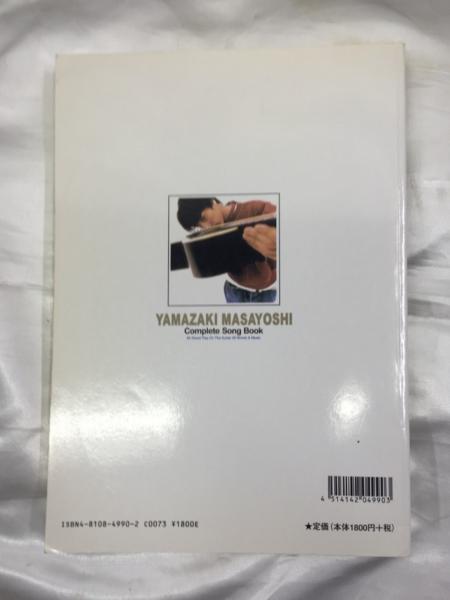 YAMAZAKI MASAYOSHI
Complete Song Book
4 514142 049903
ISBN4-8108-4990-2 C0073 ¥1800E
★定価(本体1800円+税)